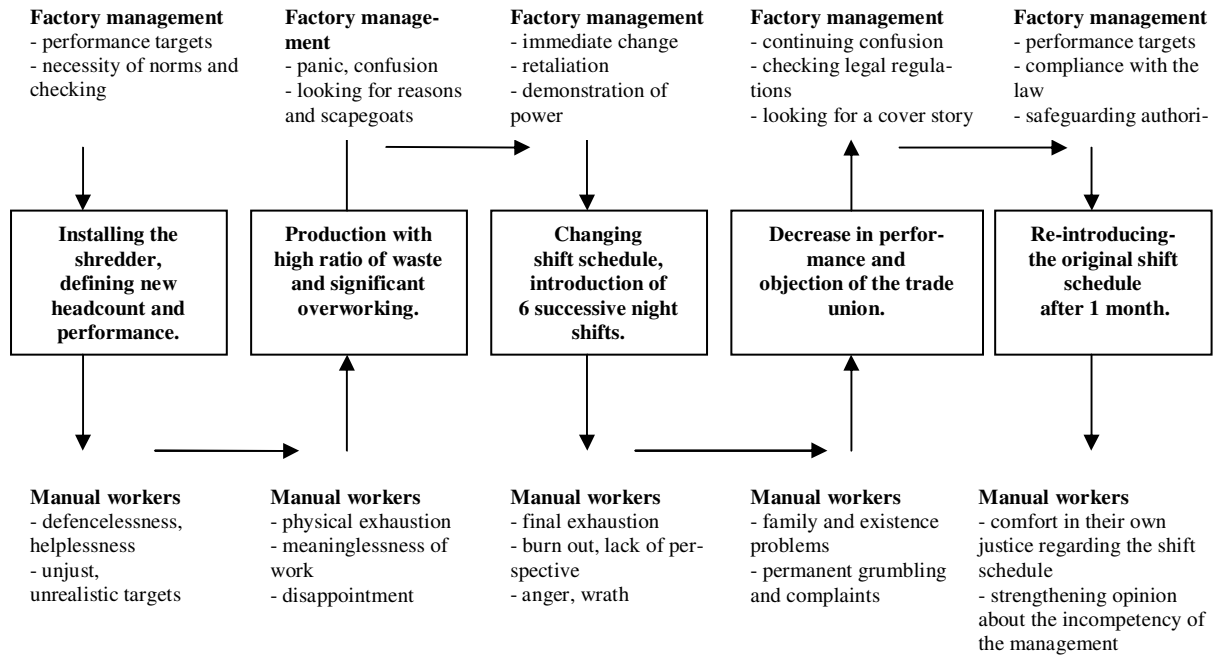 Factory management
- performance targets
- necessity of norms and
checking
Factory manage-
ment
- panic, confusion
- looking for reasons
and scapegoats
Factory management
- immediate change
- retaliation
- demonstration of
power
Factory management
- continuing confusion
- checking legal regula-
tions
- looking for a cover story
Factory management
- performance targets
- compliance with the
law
- safeguarding authori-
Installing the
shredder,
defining new
headcount and
performance.
Production with
high ratio of waste
and significant
overworking.
Changing
shift schedule,
introduction of
6 successive night
shifts.
Decrease in perfor-
mance and
objection of the trade
union.
Re-introducing-
the original shift
schedule
after 1 month.
Manual workers
- defencelessness,
helplessness
- unjust,
unrealistic targets
Manual workers
- physical exhaustion
- meaninglessness of
work
- disappointment
Manual workers
- final exhaustion
- burn out, lack of per-
spective
- anger, wrath
Manual workers
- family and existence
problems
- permanent grumbling
and complaints
Manual workers
- comfort in their own
justice regarding the shift
schedule
- strengthening opinion
about the incompetency of
the management